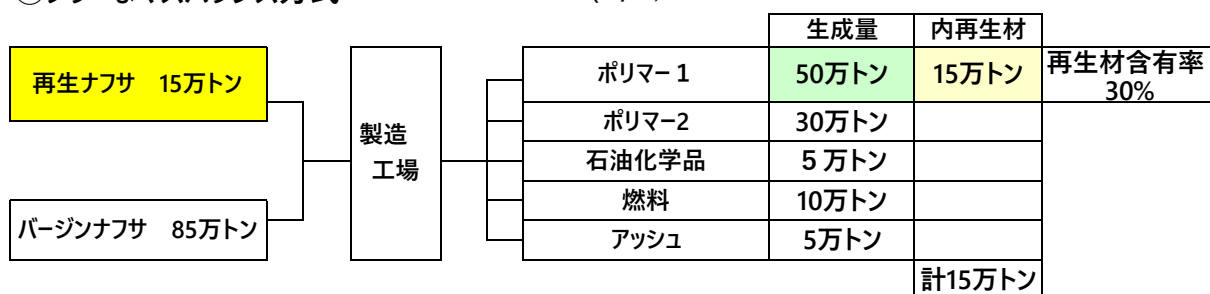 生成量 内再生材
再生ナフサ 15万トン
ポリマー1 50万トン 15万トン 再生材含有率
30%
製造
工場
ポリマー2 30万トン
石油化学品 5万トン
燃料 10万トン
バージンナフサ 85万トン
アッシュ 5万トン
計15万トン